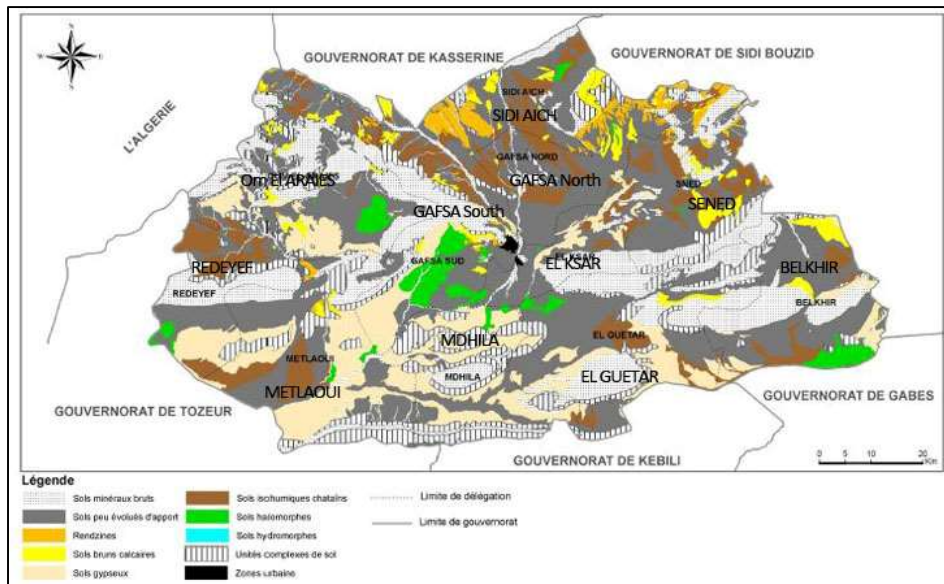 N
W
E
S
GOUVERNORAT DE KASSERINE
GOUVERNORAT DE SIDI BOUZID
L'ALGERIE
SIDI AICH
SIDI AICH
GAFSA NORD
GAFSA North
Om El ARAIES
SNED
SENED
GAFSA South
GAFSA SUD
EL KSAR
REDEYEF
REDEYEF
BELKHIR
BELKHIR
MDHILA
MDHILA
EL GUETAR
EL GUETAR
METLAOUI
METLAOUI
GOUVERNORAT DE TOZEUR
GOUVERNORAT DE GABES
GOUVERNORAT DE KEBILI
0 5 10 20
Km
Légende
Sols minéraux bruts
Sols peu évolués d'apport
Rendzines
Sols bruns calcaires
Sols gypseux
Sols isohumiques chatains
Sols halomorphes
Sols hydromorphes
Unités complexes de sol
Zones urbaine
Limite de délégation
Limite de gouvernorat